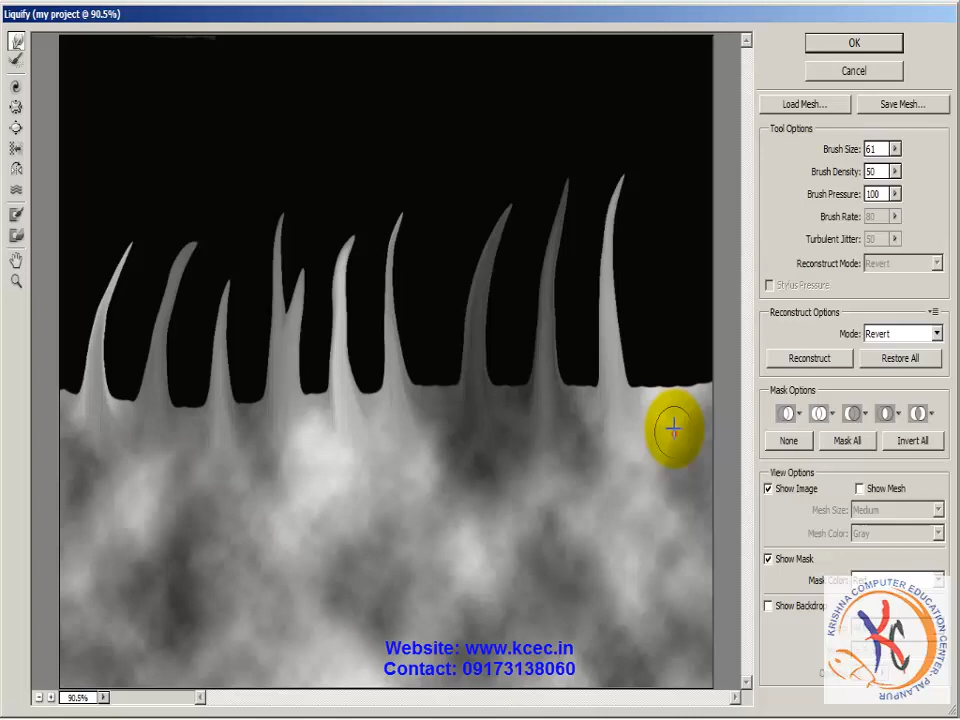 Liquify (my project @ 90.5%)
OK
Cancel
Load Mesh...
Save Mesh...
Tool Options
Brush Size: 61
Brush Density: 50
Brush Pressure: 100
Brush Rate: 80
Turbulent Jitter: 50
Reconstruct Mode: Revert
Stylus Pressure
Reconstruct Options
Mode: Revert
Reconstruct
Restore All
Mask Options
None
Mask All
Invert All
View Options
Show Image
Show Mesh
Mesh Size: Medium
Mesh Color: Gray
Show Mask
Mask Color: Red
Show Backdrop
KRISHNA COMPUTER EDUCATION CENTER-PALANPUR
Website: www.kcec.in
Contact: 09173138060
90.5%